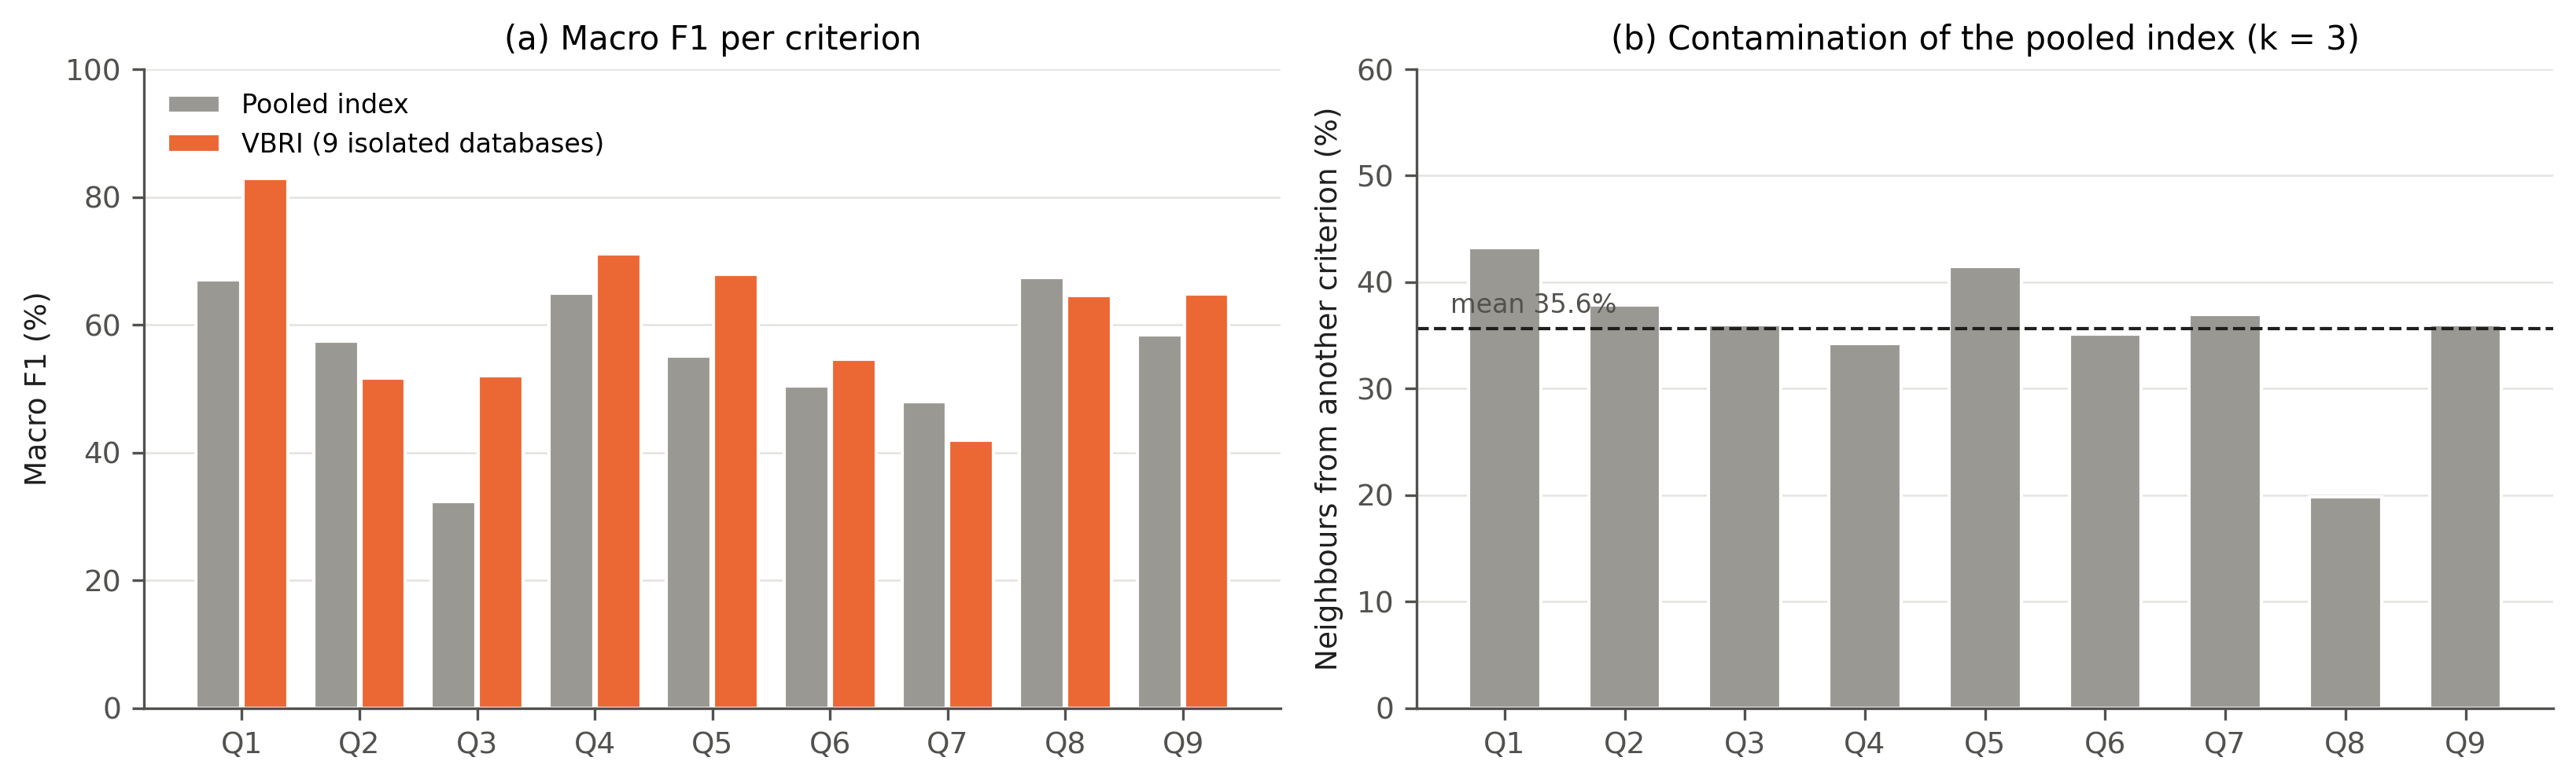 (a) Macro F1 per criterion
Macro F1 (%)
100
80
60
40
20
0
Pooled index
VBRI (9 isolated databases)
Q1 Q2 Q3 Q4 Q5 Q6 Q7 Q8 Q9
(b) Contamination of the pooled index (k = 3)
Neighbours from another criterion (%)
60
50
40
30
20
10
0
mean 35.6%
Q1 Q2 Q3 Q4 Q5 Q6 Q7 Q8 Q9